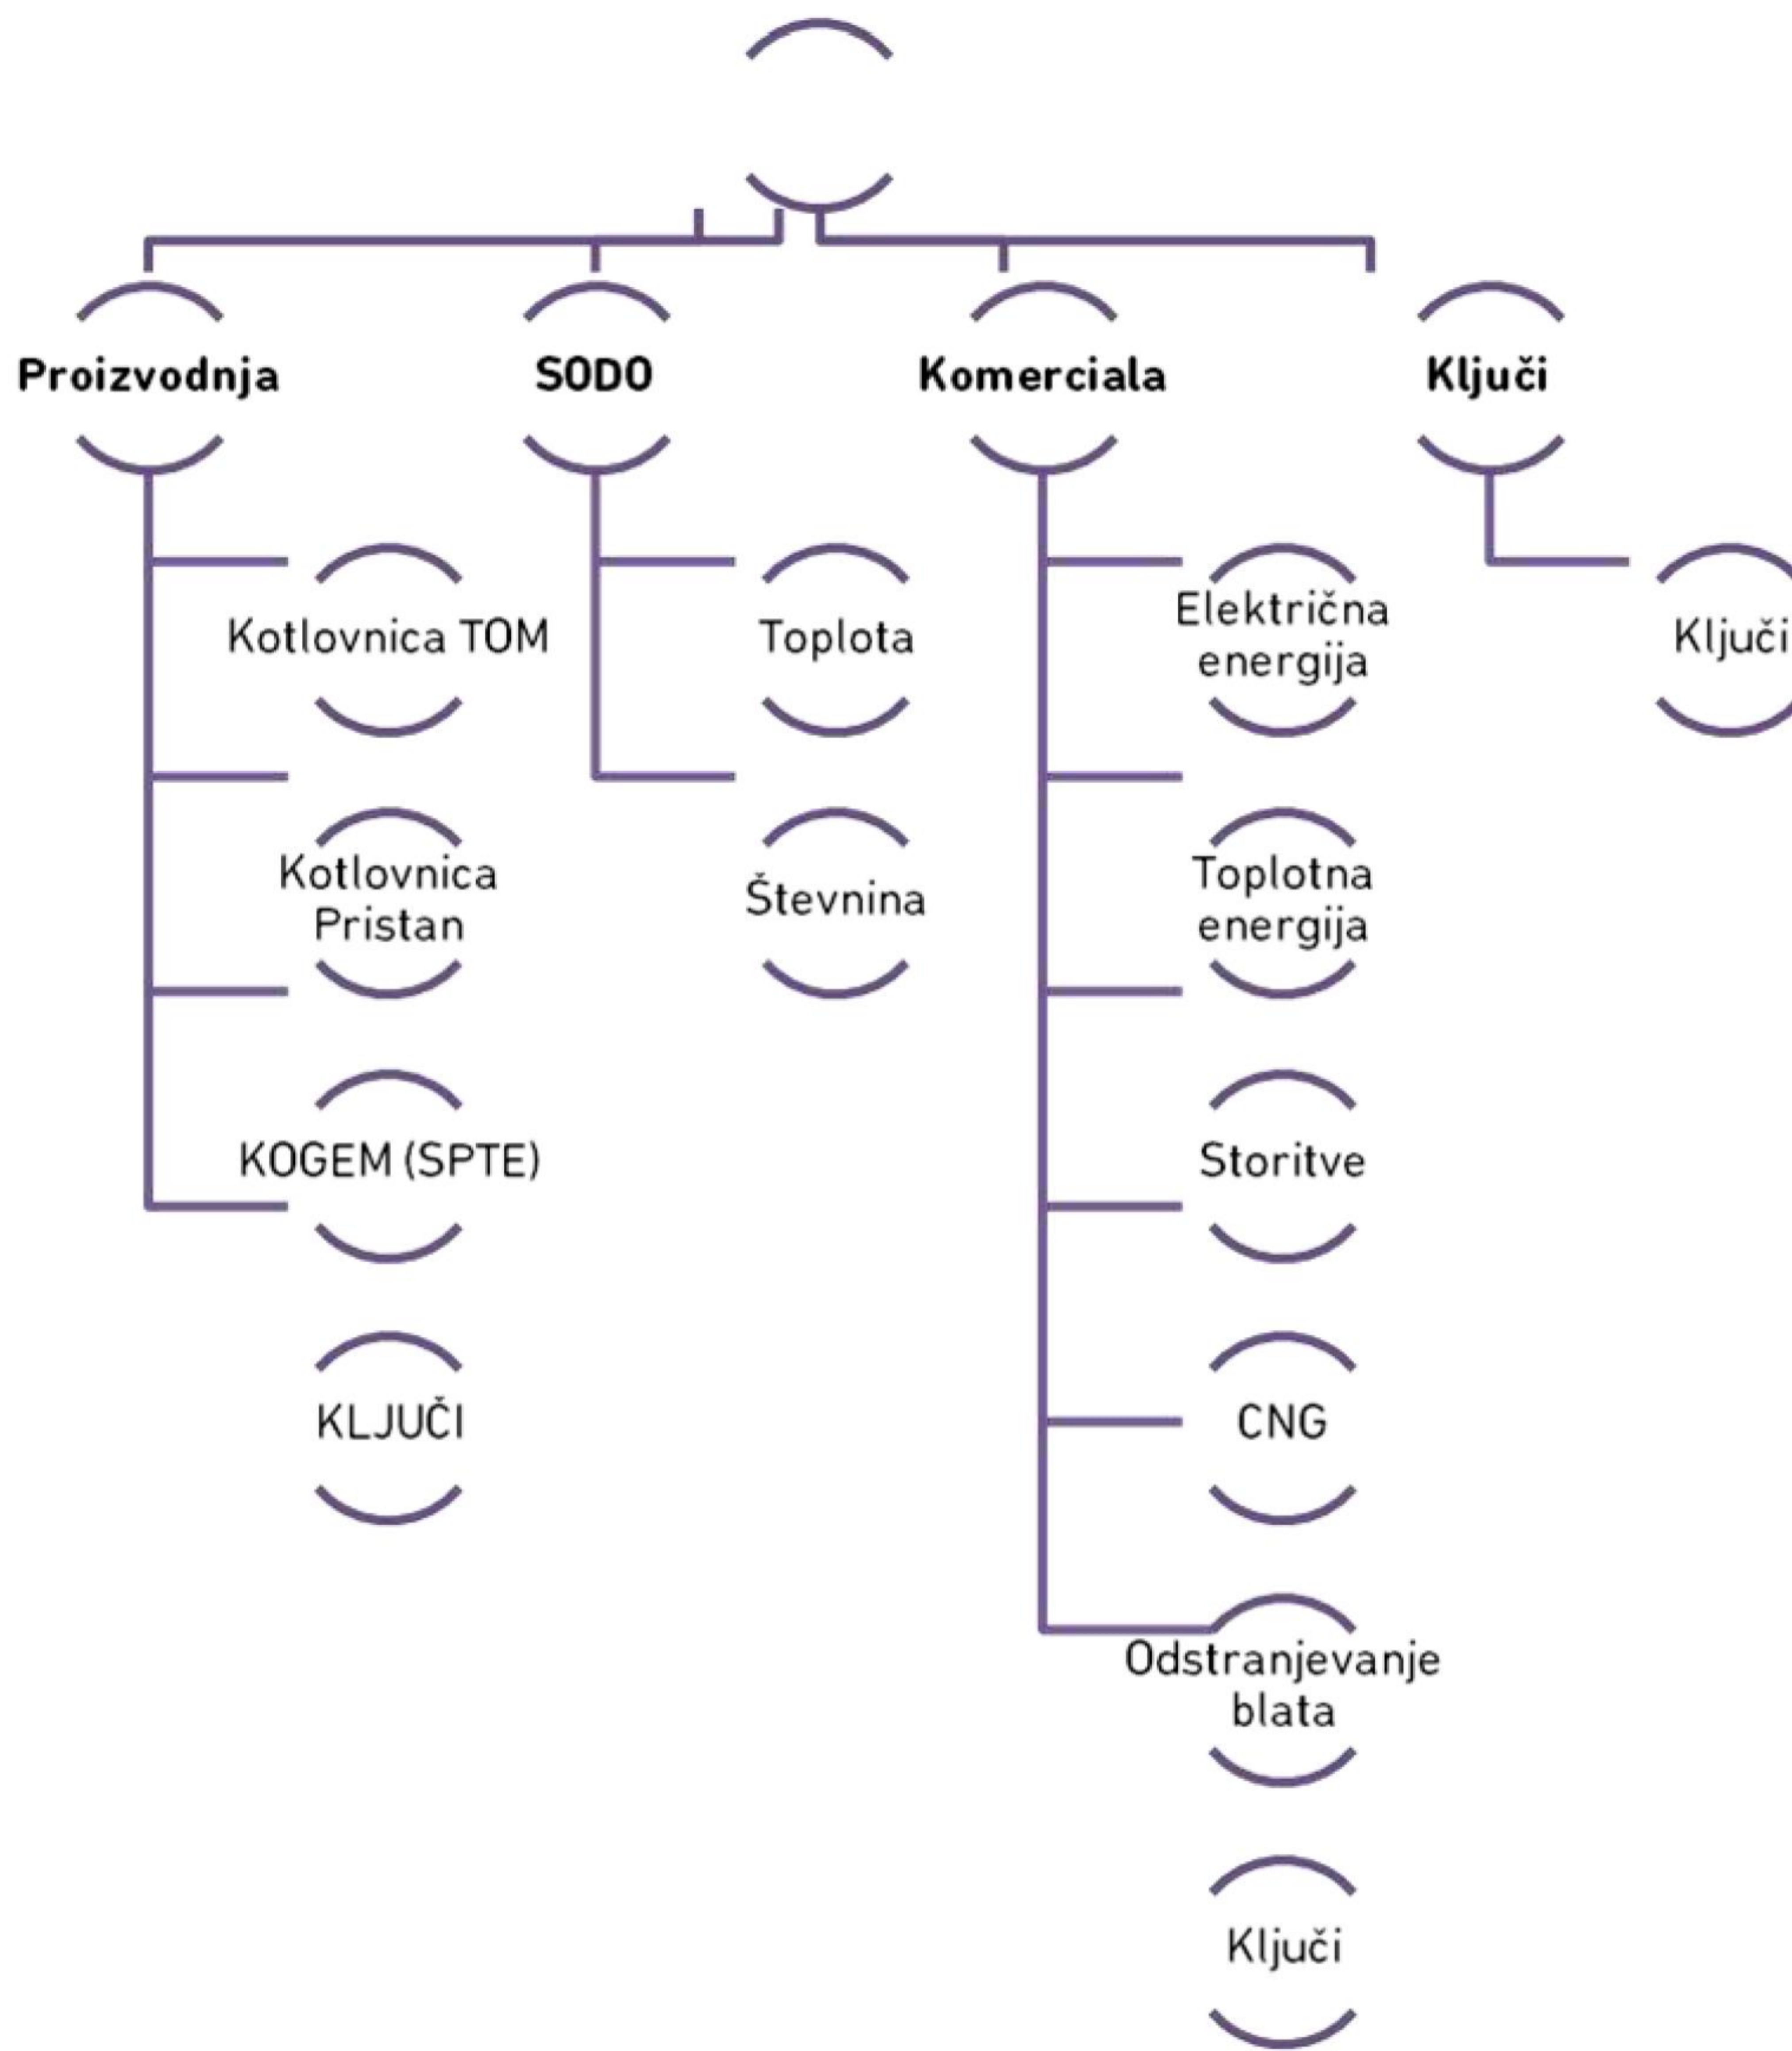 Proizvodnja
SODO
Komerciala
Ključi
Kotlovnica TOM
Toplota
Električna
energija
Ključi
Kotlovnica
Pristan
Števnina
Toplotna
energija
KOGEM (SPTE)
Storitve
KLJUČI
CNG
Odstranjevanje
blata
Ključi